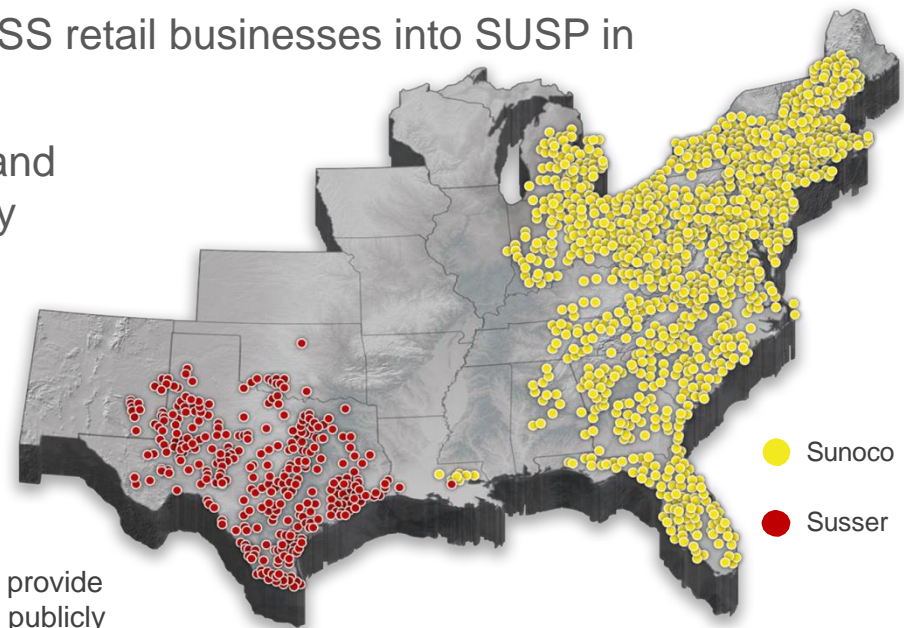 SS retail businesses into SUSP in
and
y
Sunoco
Susser
provide
publicly